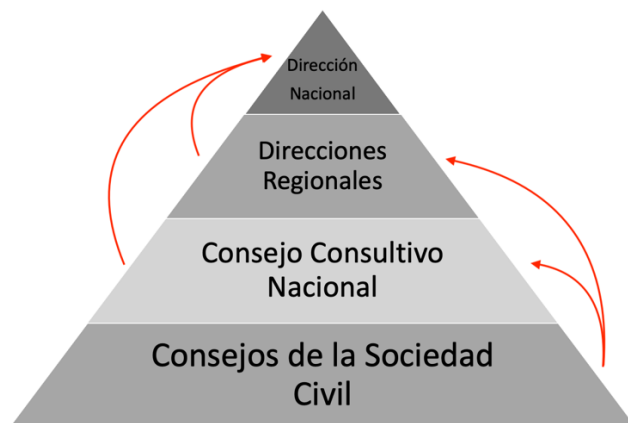 Dirección
Nacional
Direcciones
Regionales
Consejo Consultivo
Nacional
Consejos de la Sociedad
Civil